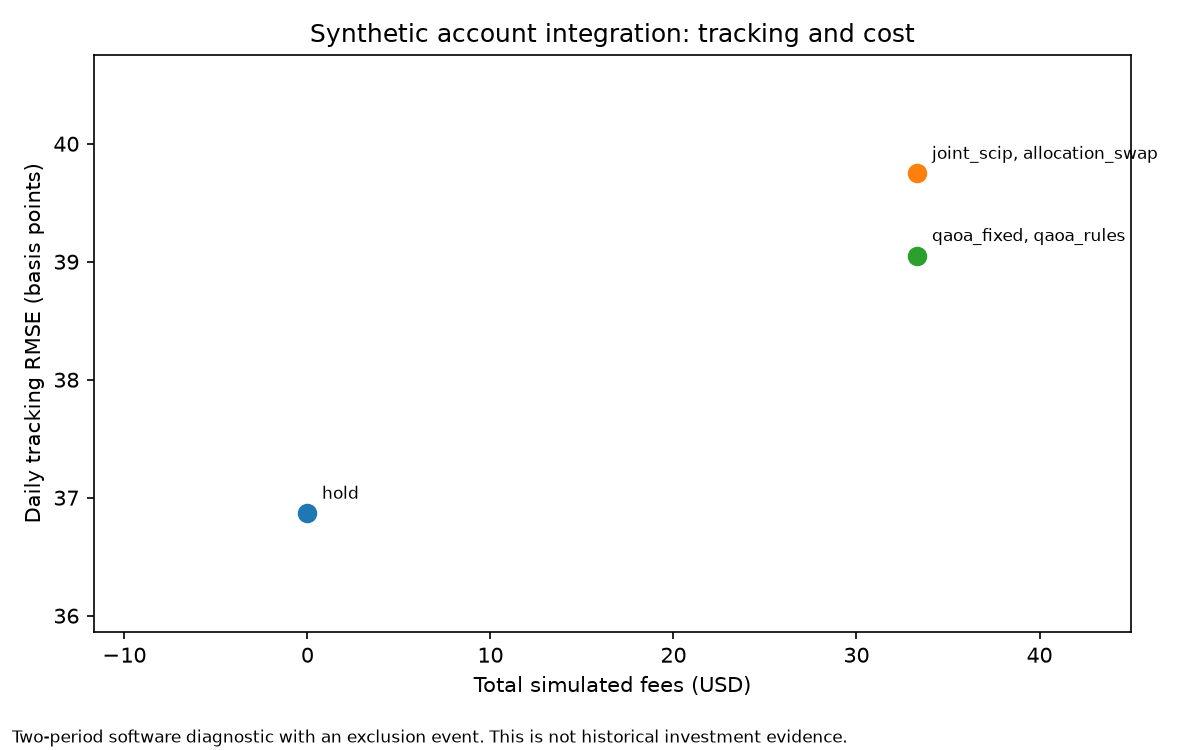 Synthetic account integration: tracking and cost
Daily tracking RMSE (basis points)
40
39
38
37
36
joint_scip, allocation_swap
qaoa_fixed, qaoa_rules
hold
−10
0
10
20
30
40
Total simulated fees (USD)
Two-period software diagnostic with an exclusion event. This is not historical investment evidence.